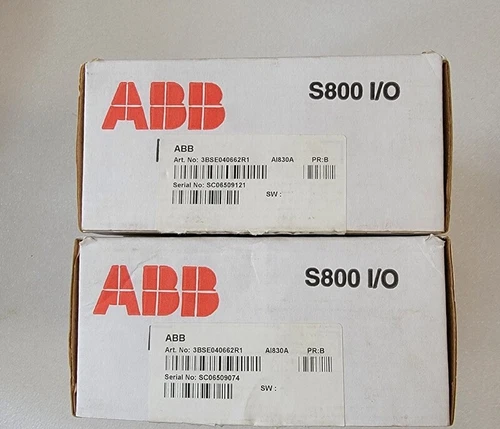 ABB
S800 I/O
ABB
Art. No: 3BSE040662R1 AI830A PR:B
Serial No: SC06509121
SW :
ABB
S800 I/O
ABB
Art. No: 3BSE040662R1 AI830A PR:B
Serial No: SC06509074
SW :